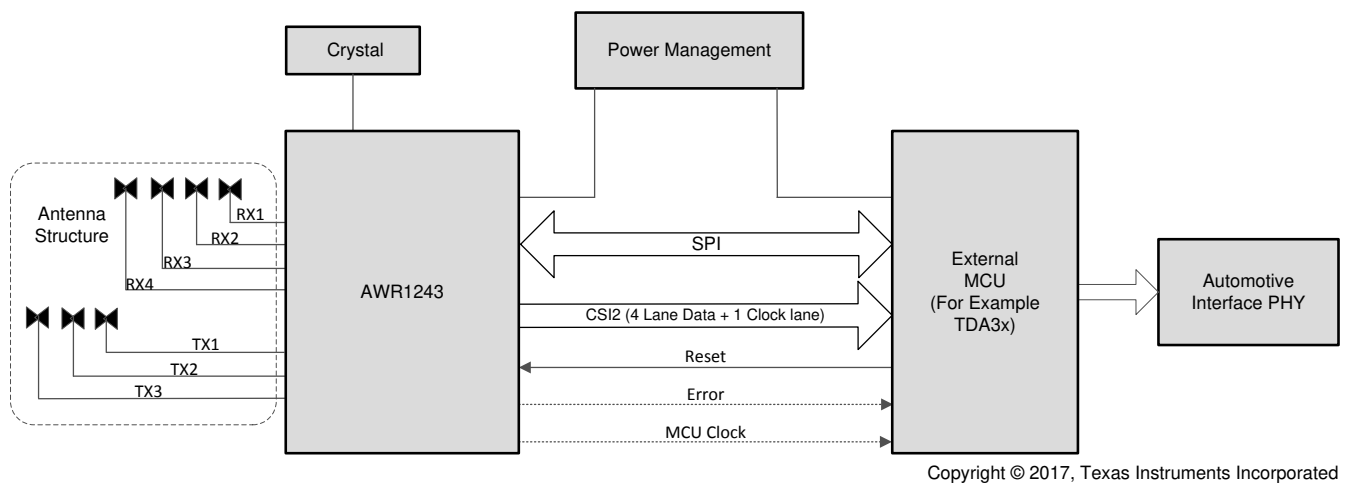 Crystal
Power Management
Antenna
Structure
RX1
RX2
RX3
RX4
TX1
TX2
TX3
AWR1243
SPI
CSI2 (4 Lane Data + 1 Clock lane)
Reset
Error
MCU Clock
External
MCU
(For Example
TDA3x)
Automotive
Interface PHY
Copyright © 2017, Texas Instruments Incorporated